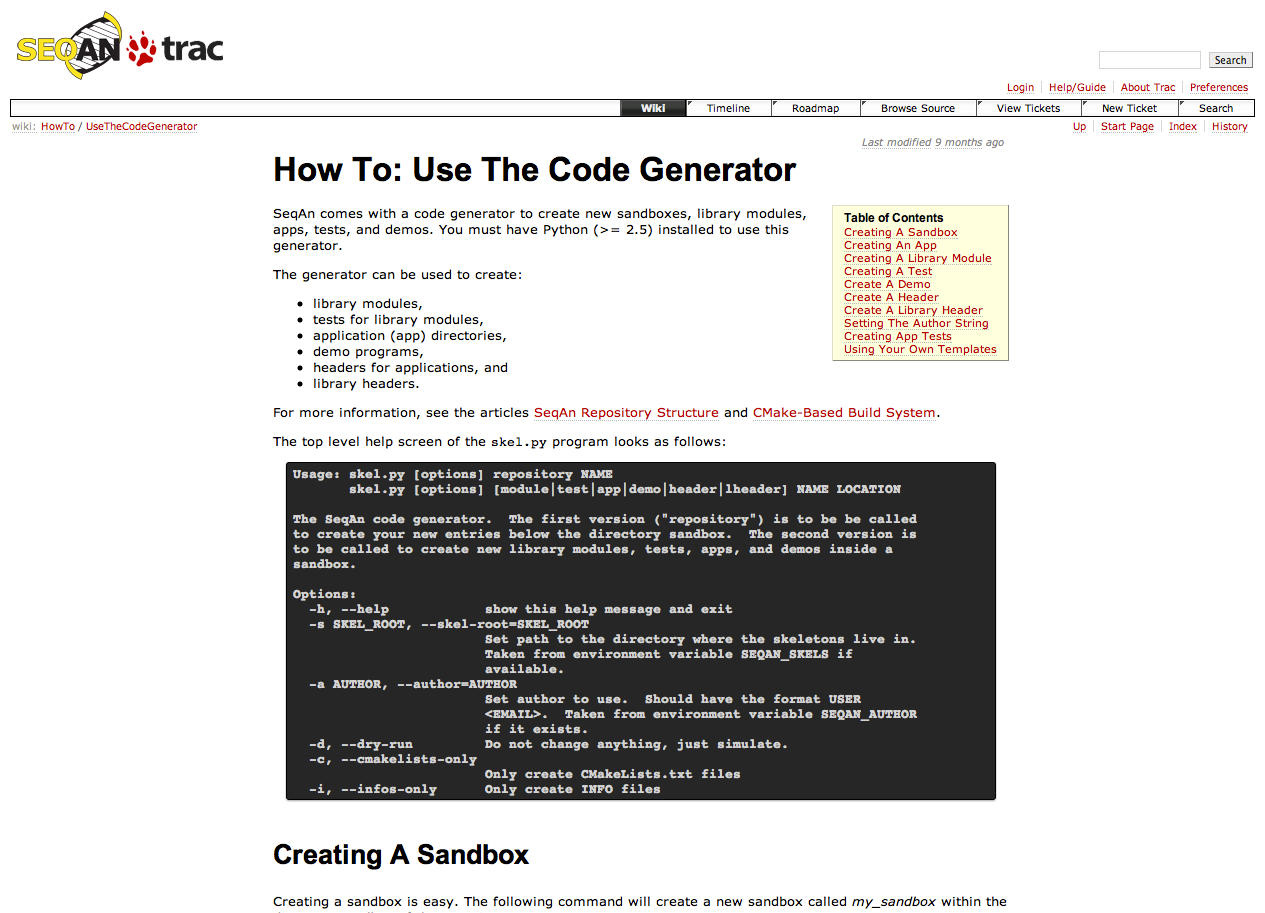 SEQAN trac
Search
Login Help/Guide About Trac Preferences
Wiki Timeline Roadmap Browse Source View Tickets New Ticket Search
wiki: HowTo / UseTheCodeGenerator
Up Start Page Index History
Last modified 9 months ago
How To: Use The Code Generator
SeqAn comes with a code generator to create new sandboxes, library modules,
apps, tests, and demos. You must have Python (>= 2.5) installed to use this
generator.
Table of Contents
Creating A Sandbox
Creating An App
Creating A Library Module
Creating A Test
Create A Demo
Create A Header
Create A Library Header
Setting The Author String
Creating App Tests
Using Your Own Templates
The generator can be used to create:
• library modules,
• tests for library modules,
• application (app) directories,
• demo programs,
• headers for applications, and
• library headers.
For more information, see the articles SeqAn Repository Structure and CMake-Based Build System.
The top level help screen of the skel.py program looks as follows:
Usage: skel.py [options] repository NAME
skel.py [options] [module|test|app|demo|header|lheader] NAME LOCATION
The SeqAn code generator.  The first version ("repository") is to be be called
to create your new entries below the directory sandbox.  The second version is
to be called to create new library modules, tests, apps, and demos inside a
sandbox.
Options:
-h, --help            show this help message and exit
-s SKEL_ROOT, --skel-root=SKEL_ROOT
Set path to the directory where the skeletons live in.
Taken from environment variable SEQAN_SKELS if
available.
-a AUTHOR, --author=AUTHOR
Set author to use.  Should have the format USER
<EMAIL>.  Taken from environment variable SEQAN_AUTHOR
if it exists.
-d, --dry-run         Do not change anything, just simulate.
-c, --cmakelists-only
Only create CMakeLists.txt files
-i, --infos-only      Only create INFO files
Creating A Sandbox
Creating a sandbox is easy. The following command will create a new sandbox called my_sandbox within the